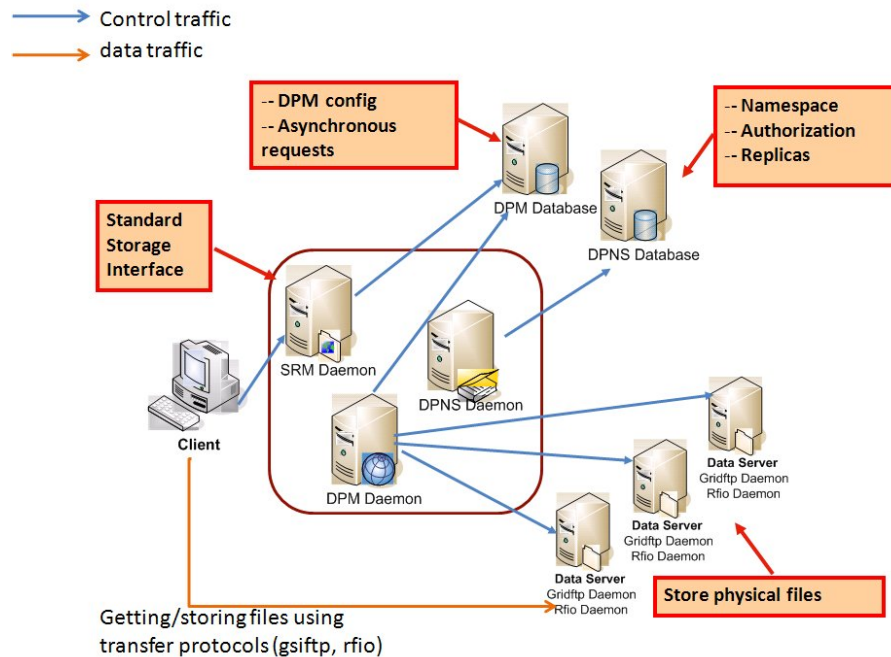 Control traffic
data traffic
-- DPM config
-- Asynchronous
requests
-- Namespace
-- Authorization
-- Replicas
DPM Database
DPNS Database
Standard
Storage
Interface
SRM Daemon
DPNS Daemon
Client
DPM Daemon
Data Server
Gridftp Daemon
Rfio Daemon
Data Server
Gridftp Daemon
Rfio Daemon
Data Server
Gridftp Daemon
Rfio Daemon
Store physical files
Getting/storing files using
transfer protocols (gsiftp, rfio)